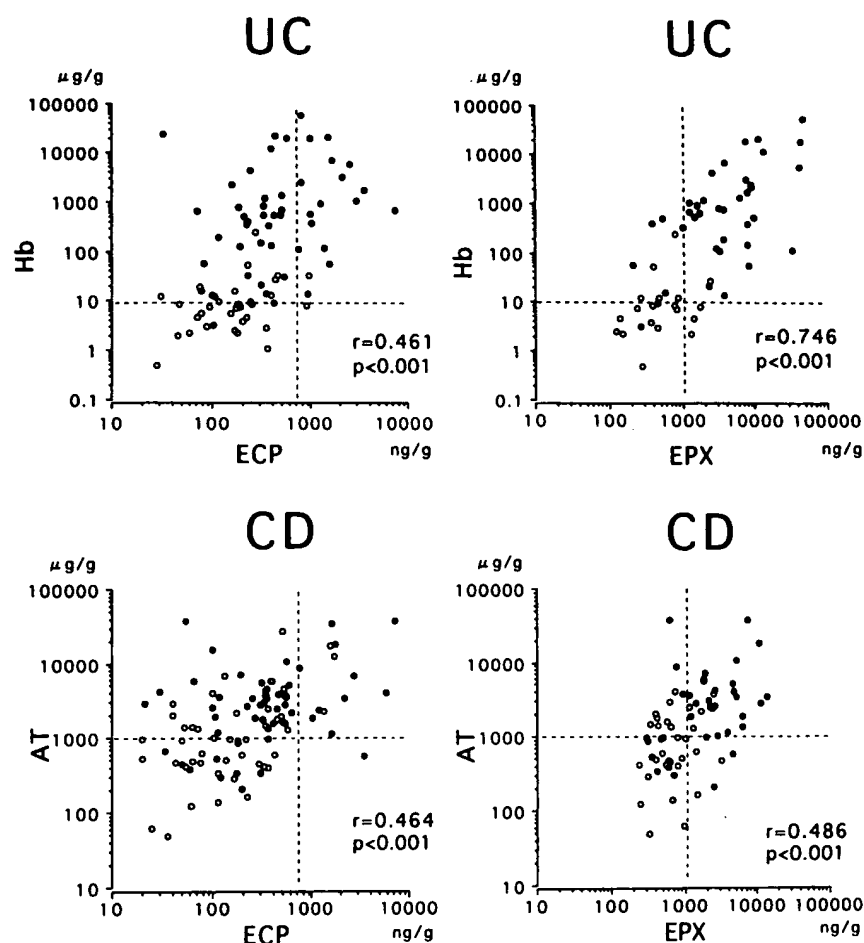 UC
μg/g
100000
10000
1000
100
10
1
0.1
Hb
r=0.461
p<0.001
10 100 1000 10000
ECP ng/g
UC
μg/g
100000
10000
1000
100
10
1
0.1
Hb
r=0.746
p<0.001
10 100 1000 10000 100000
EPX ng/g
CD
μg/g
100000
10000
1000
100
10
AT
r=0.464
p<0.001
10 100 1000 10000
ECP ng/g
CD
μg/g
100000
10000
1000
100
10
AT
r=0.486
p<0.001
10 100 1000 10000 100000
EPX ng/g